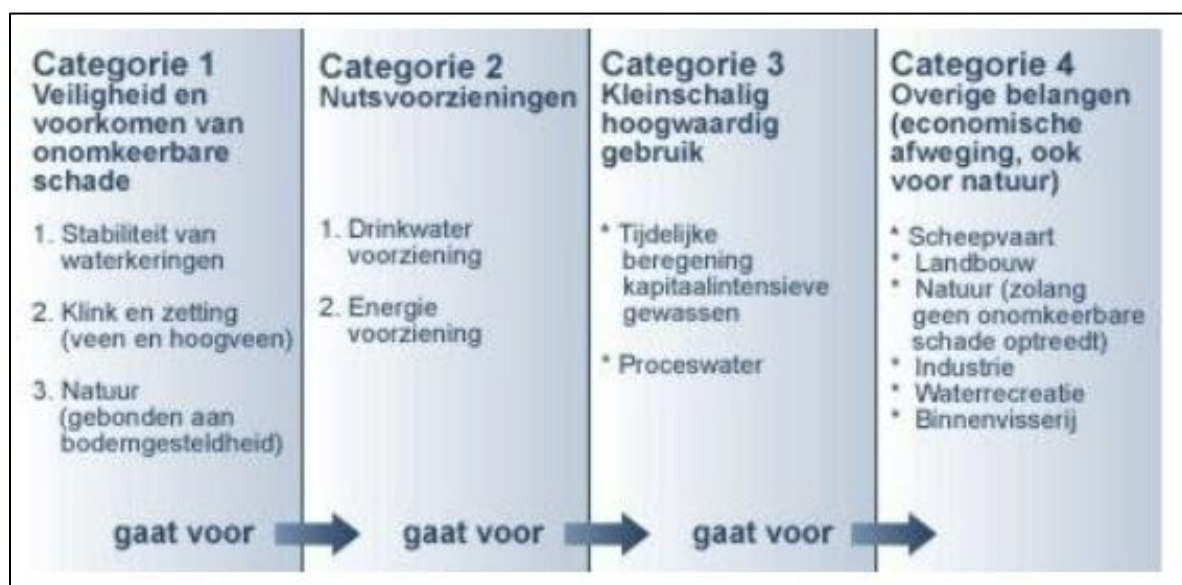 Categorie 1
Veiligheid en
voorkomen van
onomkeerbare
schade
1. Stabiliteit van
waterkeringen
2. Klink en zetting
(veen en hoogveen)
3. Natuur
(gebonden aan
bodemgesteldheid)
gaat voor
Categorie 2
Nutsvoorzieningen
1. Drinkwater
voorziening
2. Energie
voorziening
gaat voor
Categorie 3
Kleinschalig
hoogwaardig
gebruik
* Tijdelijke
beregening
kapitaalintensieve
gewassen
* Proceswater
gaat voor
Categorie 4
Overige belangen
(economische
afweging, ook
voor natuur)
* Scheepvaart
* Landbouw
* Natuur (zolang
geen onomkeerbare
schade optreedt)
* Industrie
* Waterrecreatie
* Binnenvisserij